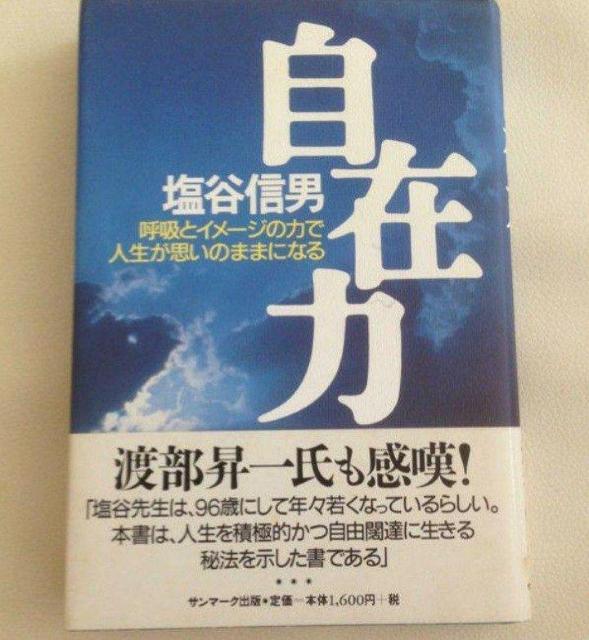 自在力
塩谷信男
呼吸とイメージの力で
人生が思いのままになる
渡部昇一氏も感嘆!
「塩谷先生は、96歳にして年々若くなっているらしい。
本書は、人生を積極的かつ自由闊達に生きる
秘法を示した書である」
***
サンマーク出版●定価=本体1,600円+税